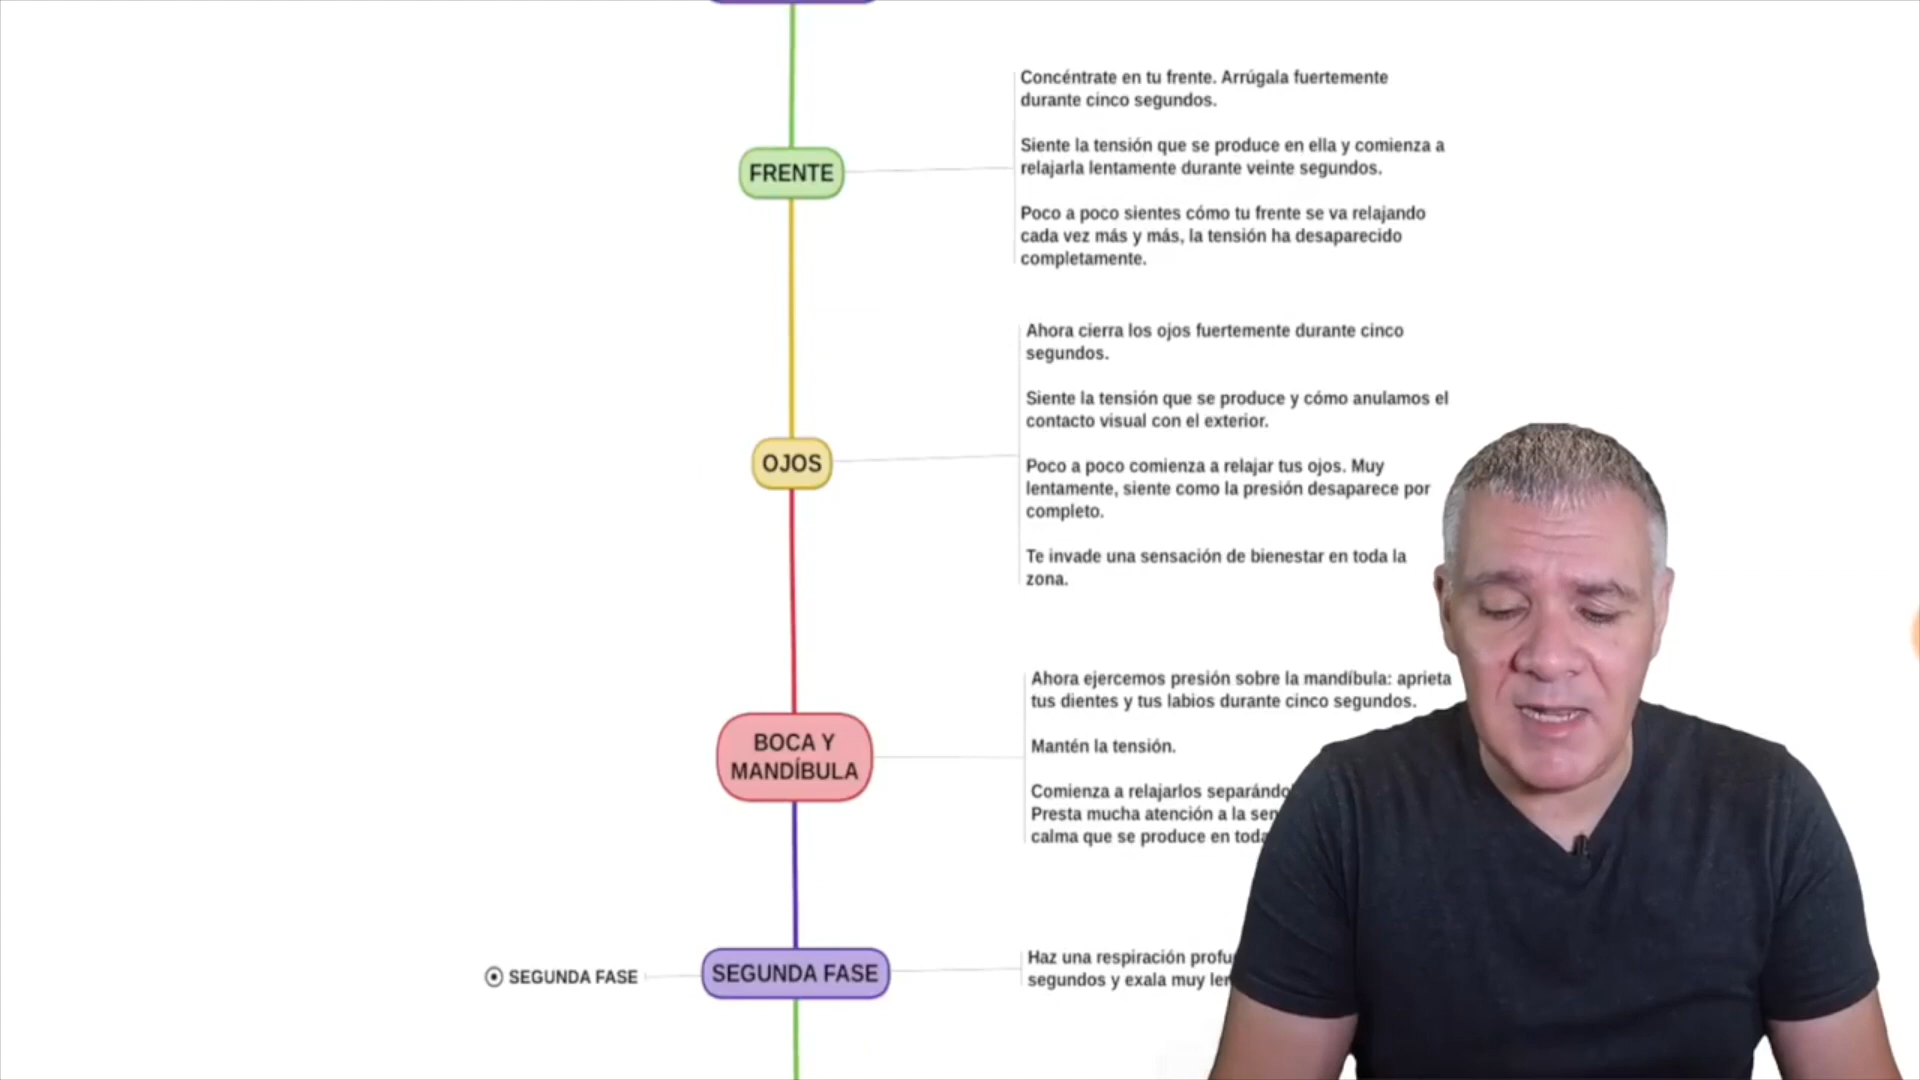 Concéntrate en tu frente. Arrúgala fuertemente
durante cinco segundos.
Siente la tensión que se produce en ella y comienza a
relajarla lentamente durante veinte segundos.
Poco a poco sientes cómo tu frente se va relajando
cada vez más y más, la tensión ha desaparecido
completamente.
FRENTE
Ahora cierra los ojos fuertemente durante cinco
segundos.
Siente la tensión que se produce y cómo anulamos el
contacto visual con el exterior.
Poco a poco comienza a relajar tus ojos. Muy
lentamente, siente como la presión desaparece por
completo.
Te invade una sensación de bienestar en toda la
zona.
OJOS
Ahora ejercemos presión sobre la mandíbula: aprieta
tus dientes y tus labios durante cinco segundos.
Mantén la tensión.
Comienza a relajarlos
Presta mucha atención a la
calma que se produce en
BOCA Y
MANDÍBULA
SEGUNDA FASE
SEGUNDA FASE
Haz una respiración
segundos y exala muy